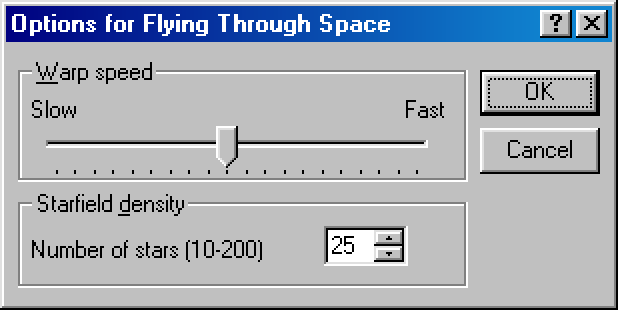 Options for Flying Through Space
Warp speed
Slow Fast
OK
Cancel
Starfield density
Number of stars (10-200) 25